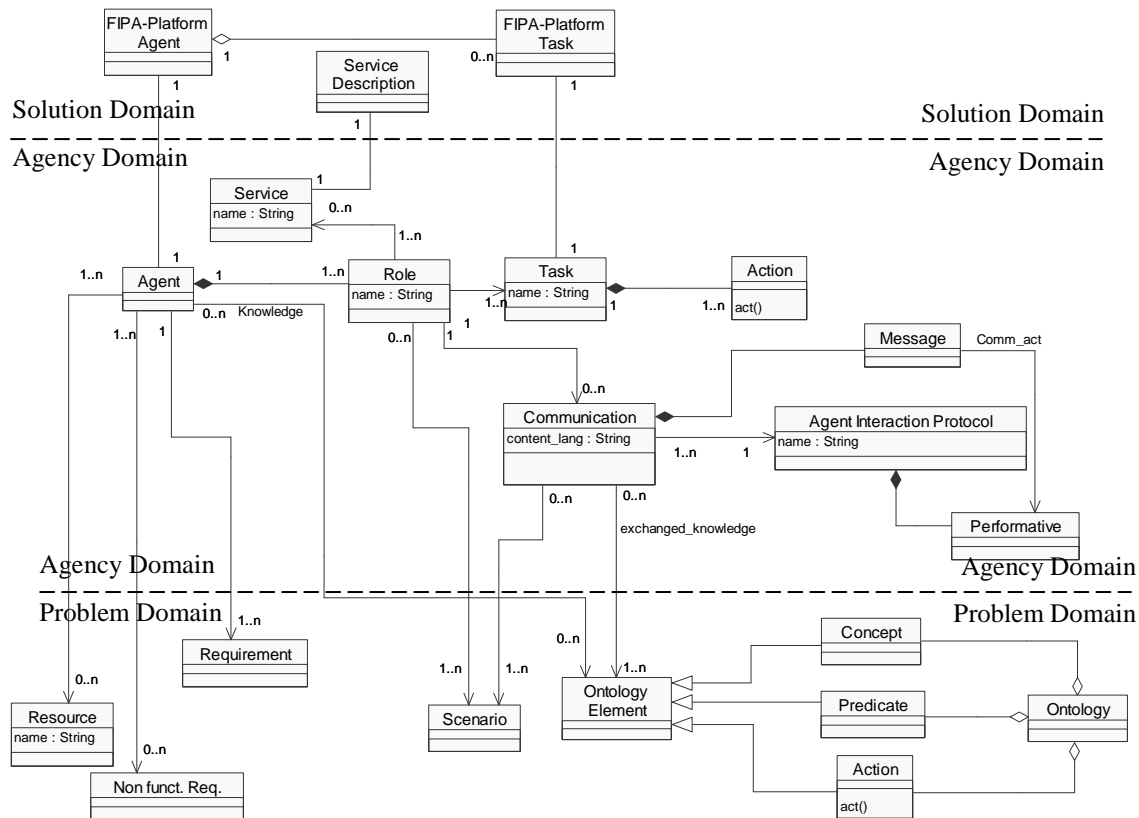 FIPA-Platform
Agent
1
1
0..n
FIPA-Platform
Task
1
Service
Description
1
Solution Domain
Solution Domain
Agency Domain
Agency Domain
Service
name : String
1
0..n
1..n
1
1
1..n
Agent
1
1..n
Role
name : String
1..n
Task
name : String
1
1..n
Action
act()
0..n
Knowledge
1..n
1
0..n
1
1
Message
Comm_act
0..n
Communication
content_lang : String
1..n
1
Agent Interaction Protocol
name : String
0..n
0..n
exchanged_knowledge
Performative
Agency Domain
Agency Domain
Problem Domain
Problem Domain
1..n
Requirement
0..n
Resource
name : String
0..n
Non funct. Req.
1..n
1..n
Scenario
0..n
1..n
Ontology
Element
Concept
Predicate
Ontology
Action
act()